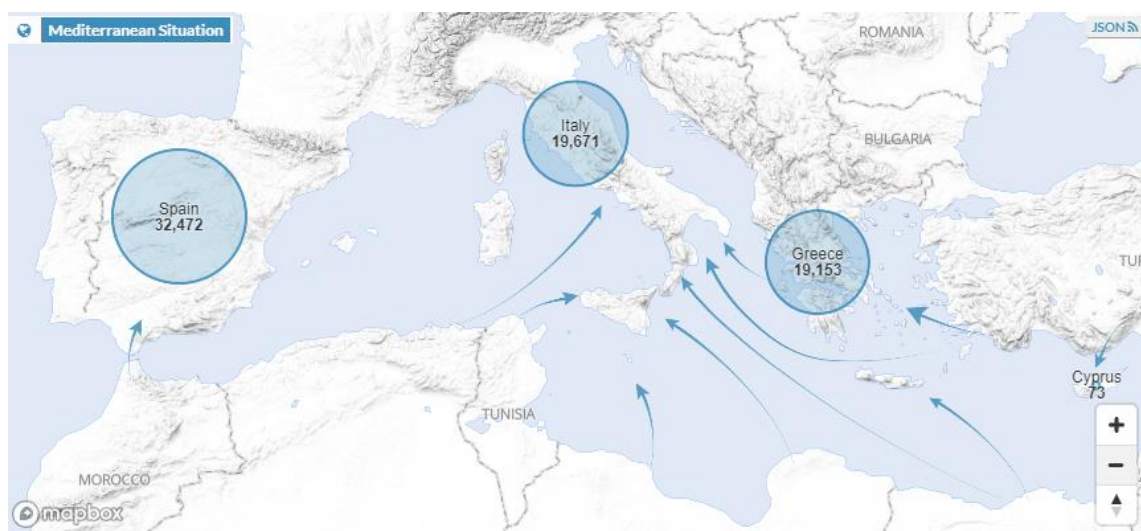 Mediterranean Situation
JSON
ROMANIA
Italy
19,671
BULGARIA
Spain
32,472
Greece
19,153
TUR
Cyprus
73
TUNISIA
MOROCCO
mapbox